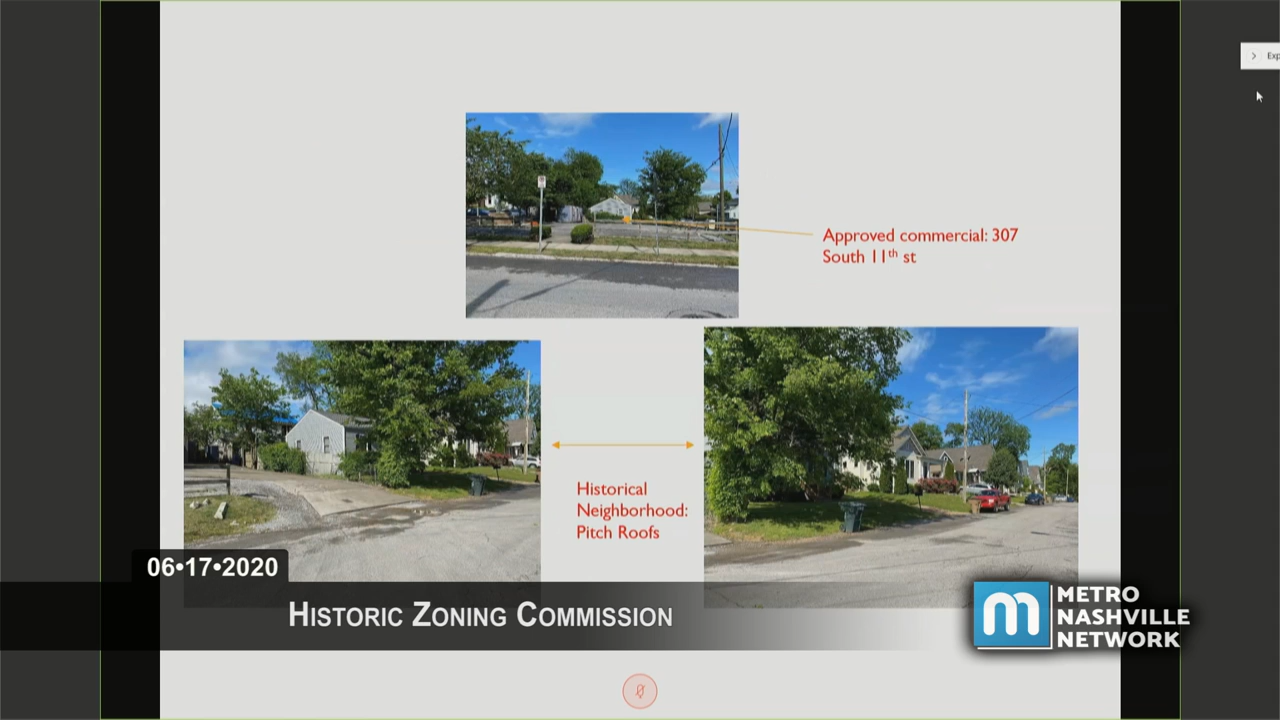 Exp
Approved commercial: 307
South 11th st
Historical
Neighborhood:
Pitch Roofs
06•17•2020
HISTORIC ZONING COMMISSION
m METRO
NASHVILLE
NETWORK